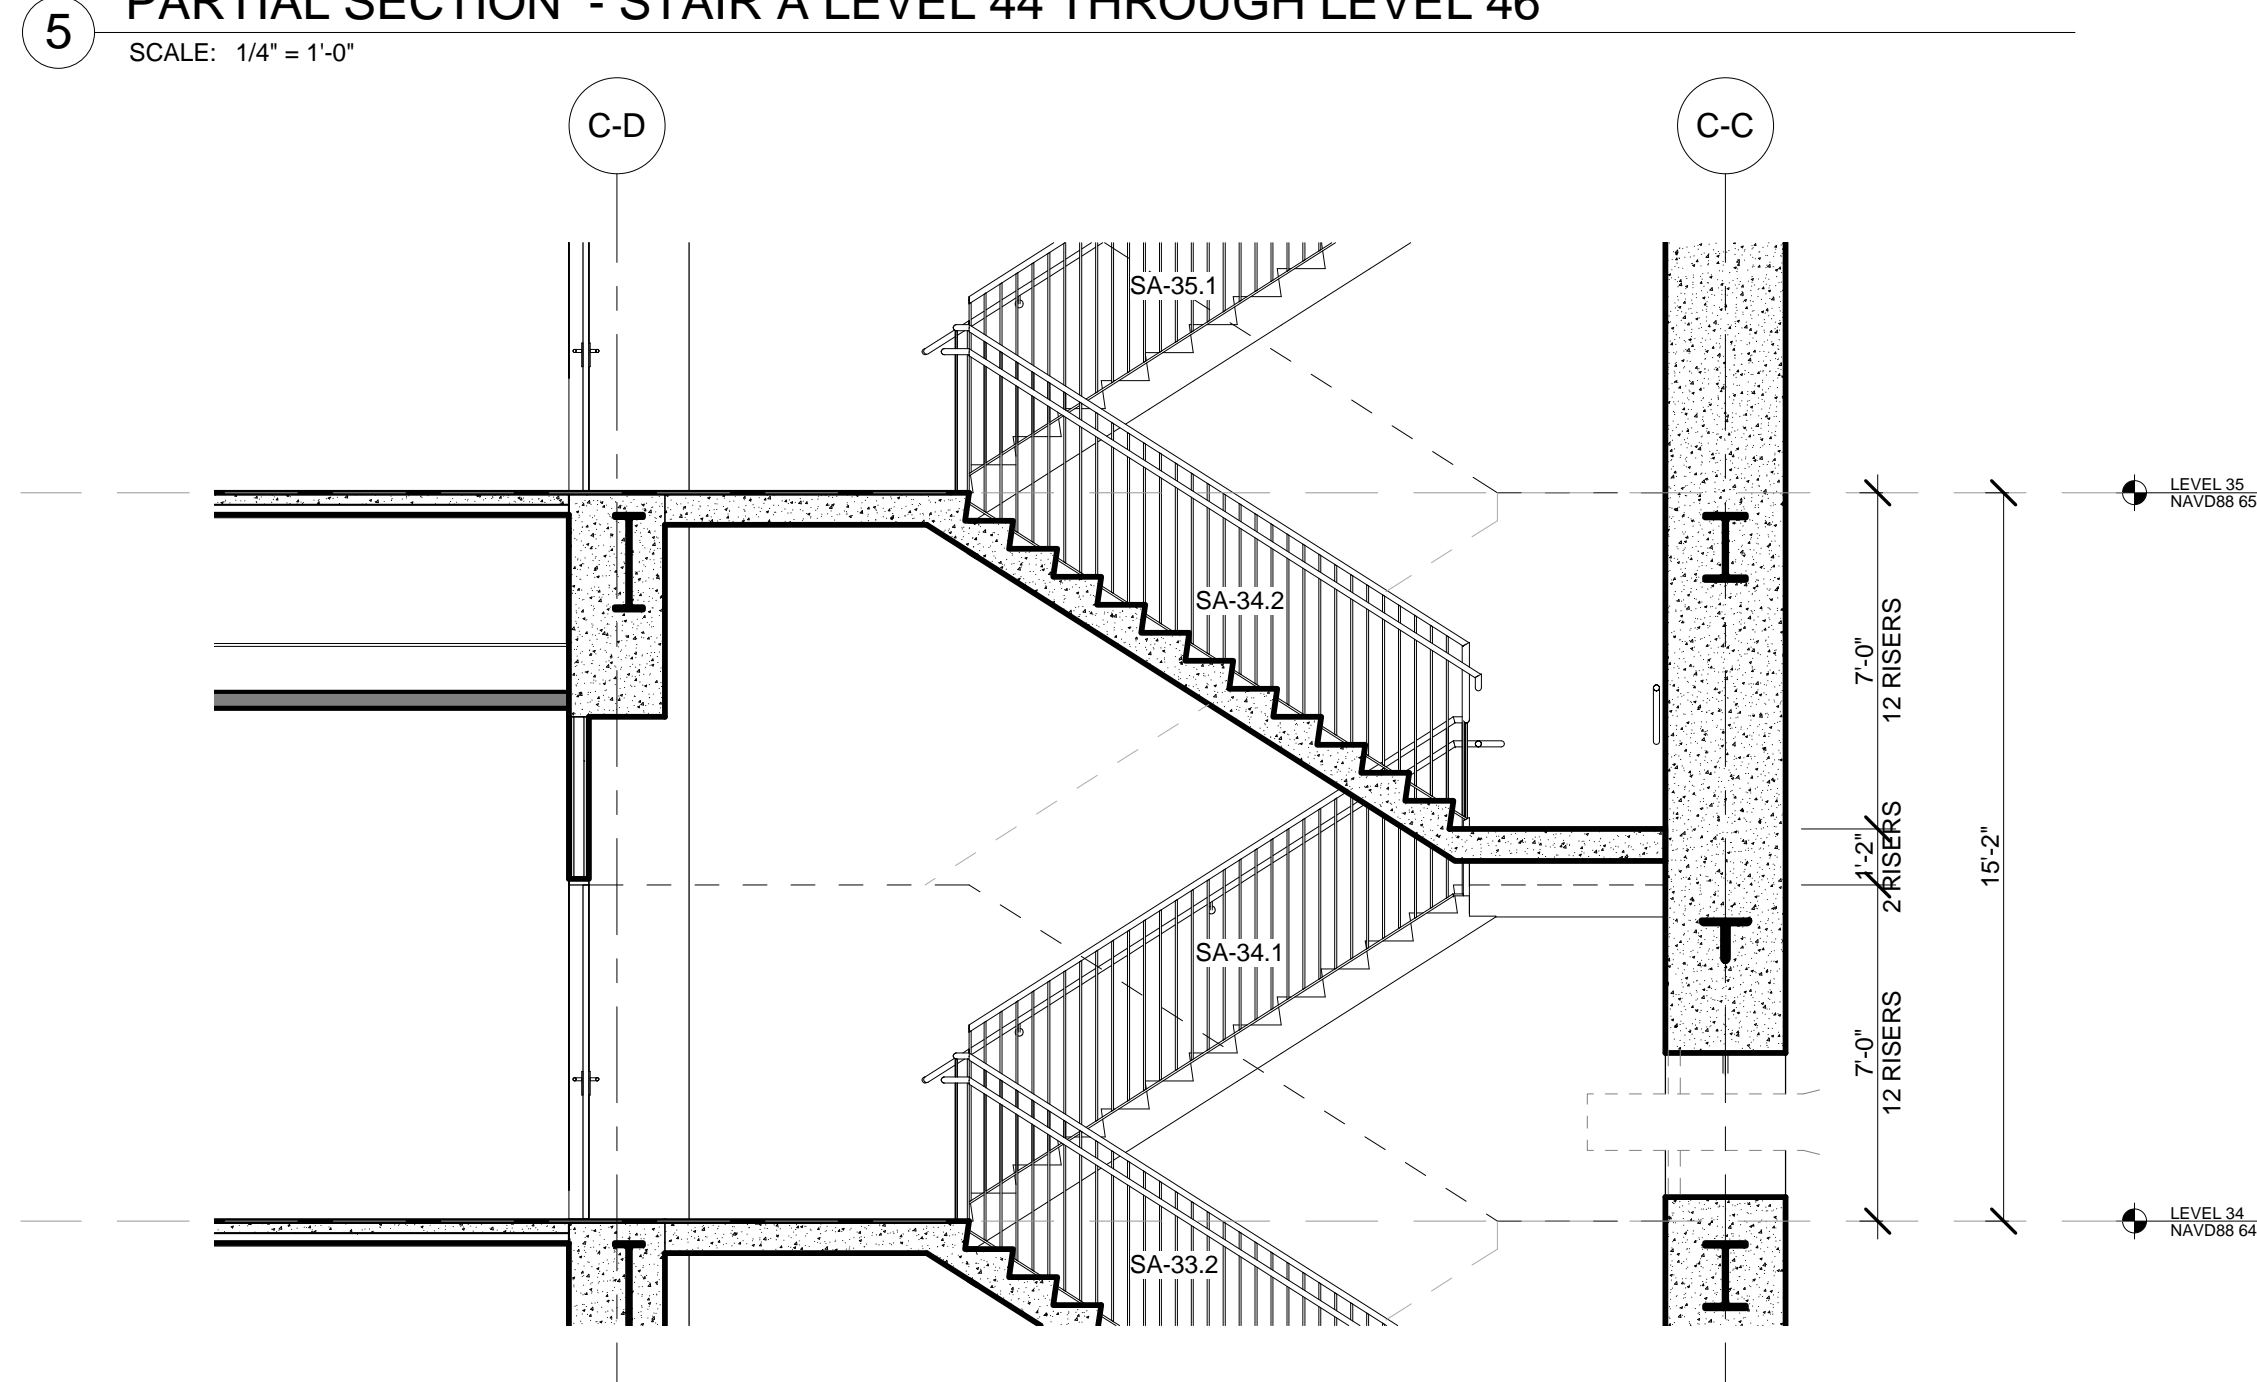 5
PARTIAL SECTION - STAIR A LEVEL 44 THROUGH LEVEL 46
SCALE: 1/4" = 1'-0"
C-D
C-C
SA-35.1
LEVEL 35
NAVD88 65
SA-34.2
7'-0"
12 RISERS
1'-2"
2 RISERS
15'-2"
SA-34.1
7'-0"
12 RISERS
LEVEL 34
NAVD88 64
SA-33.2